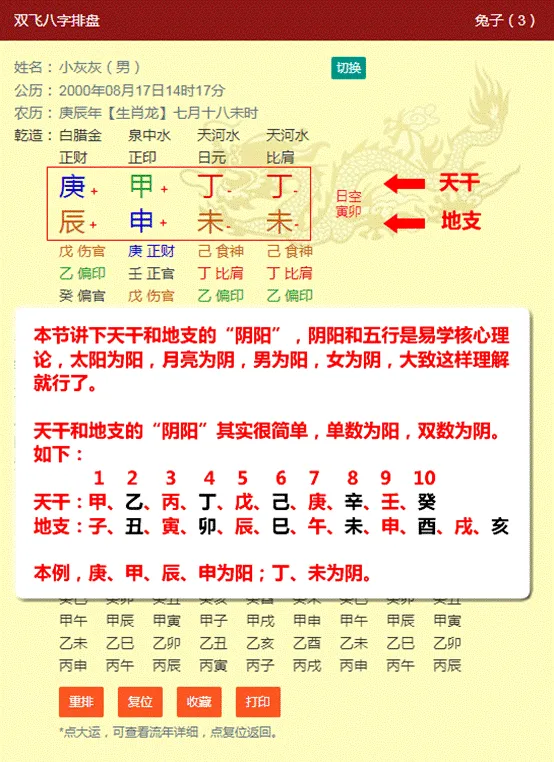 双飞八字排盘 兔子（3）
姓名：小灰灰（男） 切换
公历：2000年08月17日14时17分
农历：庚辰年【生肖龙】七月十八未时
乾造：白腊金 泉中水 天河水 天河水
正财 正印 日元 比肩
庚+ 甲+ 丁- 丁- 天干
日空
寅卯
辰+ 申+ 未- 未- 地支
戊 伤官 庚 正财 己 食神 己 食神
乙 偏印 壬 正官 丁 比肩 丁 比肩
癸 偏官 戊 伤官 乙 偏印 乙 偏印
本节讲下天干和地支的“阴阳”，阴阳和五行是易学核心理
论，太阳为阳，月亮为阴，男为阳，女为阴，大致这样理解
就行了。
天干和地支的“阴阳”其实很简单，单数为阳，双数为阴。
如下：
1 2 3 4 5 6 7 8 9 10
天干：甲、乙、丙、丁、戊、己、庚、辛、壬、癸
地支：子、丑、寅、卯、辰、巳、午、未、申、酉、戌、亥
本例，庚、甲、辰、申为阳；丁、未为阴。
甲午 甲辰 甲寅 甲子 甲戌 甲申 甲午 甲辰 甲寅
乙未 乙巳 乙卯 乙丑 乙亥 乙酉 乙未 乙巳 乙卯
丙申 丙午 丙辰 丙寅 丙子 丙戌 丙申 丙午 丙辰
重排 复位 收藏 打印
*点大运，可查看流年详细，点复位返回。